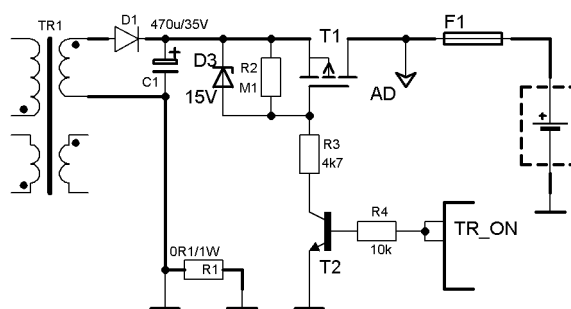 TR1
D1
470u/35V
T1
F1
+
D3
R2
C1
M1
15V
AD
+
R3
4k7
R4
TR_ON
10k
0R1/1W
T2
R1